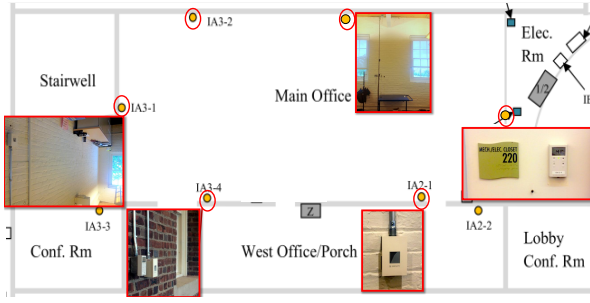 IA3-2
Elec.
Rm
Stairwell
Main Office
1/2
IA3-1
MECH./ELEC. CLOSET
220
IA3-4
IA2-1
IA3-3
Z
IA2-2
Conf. Rm
West Office/Porch
Lobby
Conf. Rm